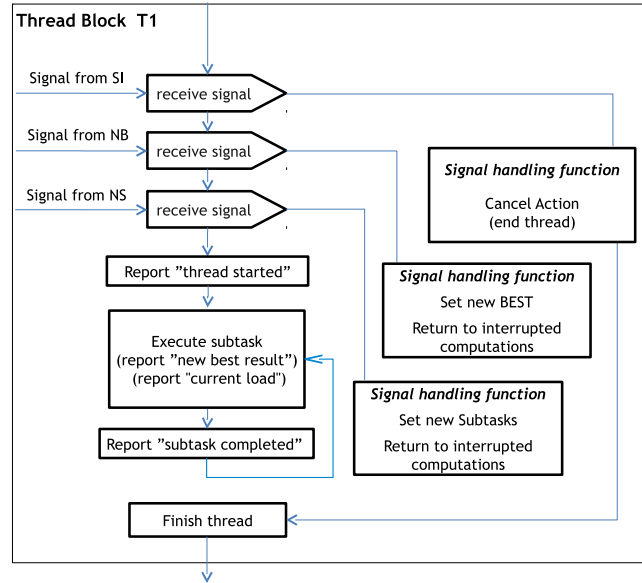 Thread Block T1
Signal from SI
receive signal
Signal from NB
receive signal
Signal from NS
receive signal
Report ”thread started”
Execute subtask
(report ”new best result”)
(report "current load")
Report ”subtask completed”
Finish thread
Signal handling function
Cancel Action
(end thread)
Signal handling function
Set new BEST
Return to interrupted
computations
Signal handling function
Set new Subtasks
Return to interrupted
computations